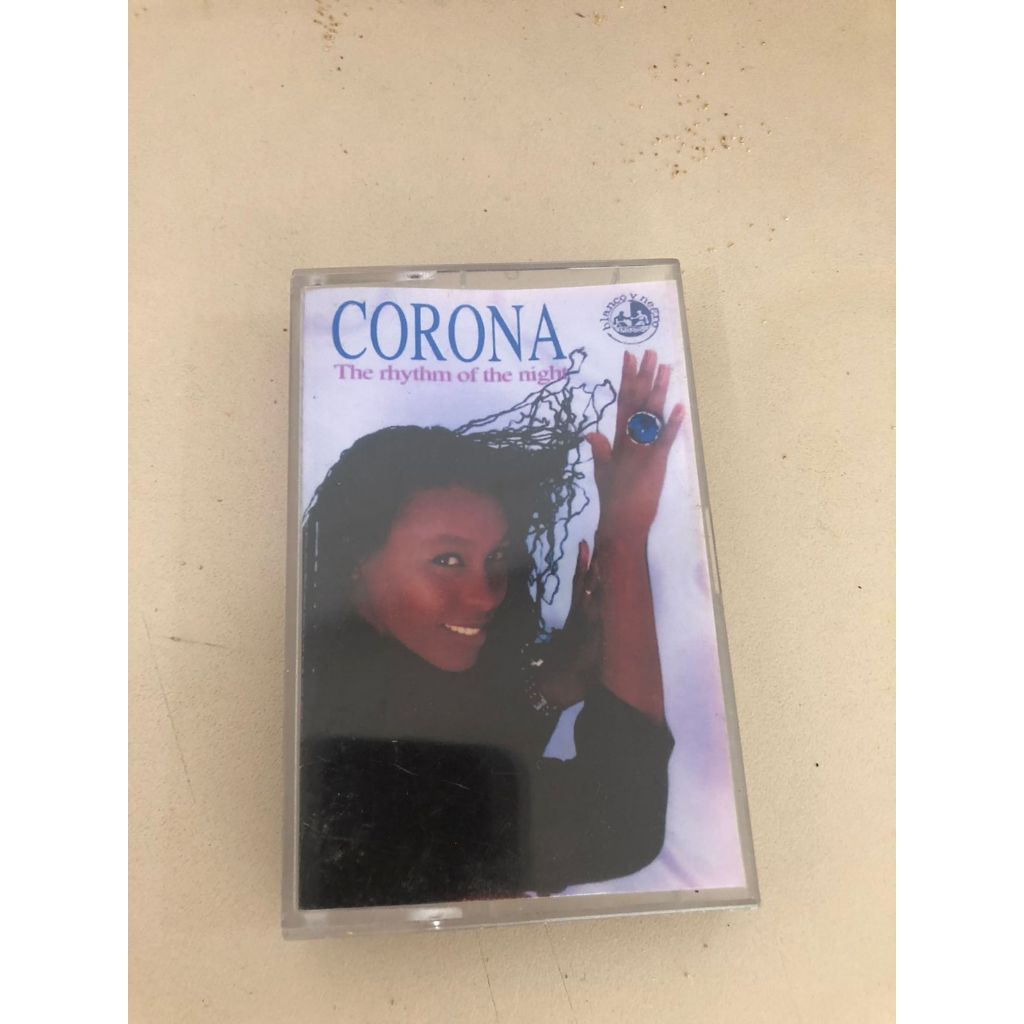 CORONA
The rhythm of the night
blanco y negro